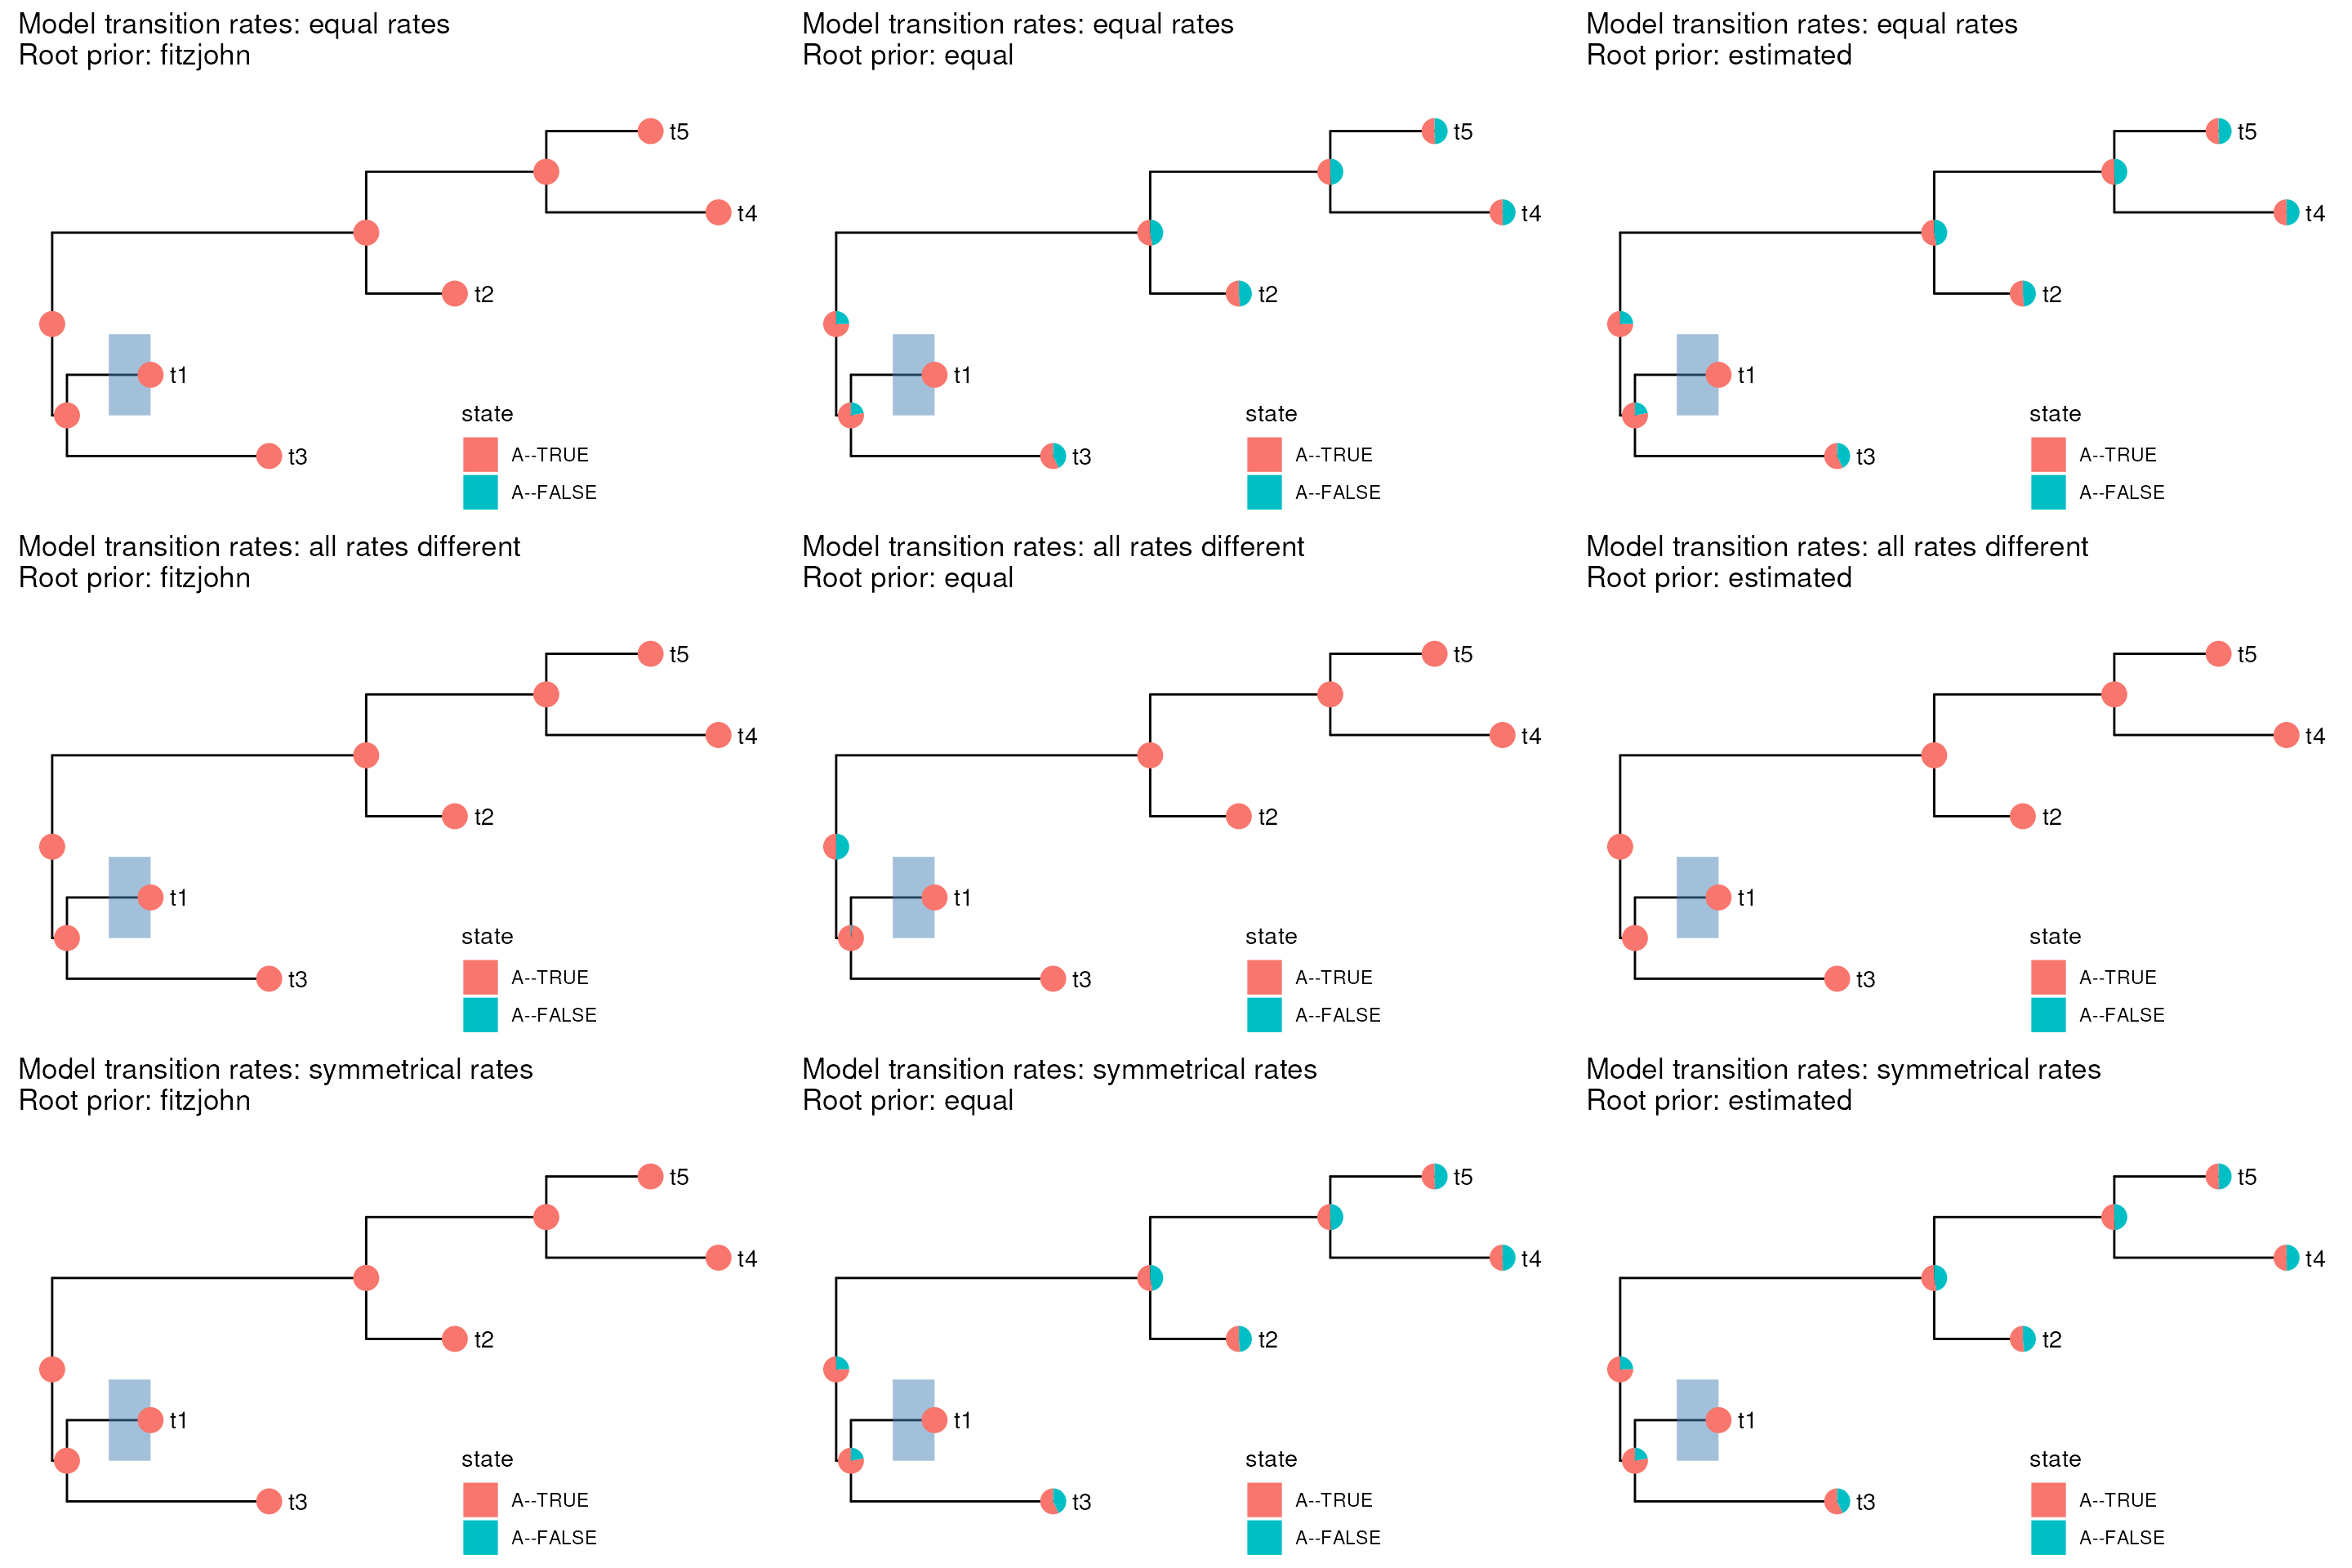 Model transition rates: equal rates
Root prior: fitzjohn
t5
t4
t2
t1
t3
state
A--TRUE
A--FALSE
Model transition rates: equal rates
Root prior: equal
t5
t4
t2
t1
t3
state
A--TRUE
A--FALSE
Model transition rates: equal rates
Root prior: estimated
t5
t4
t2
t1
t3
state
A--TRUE
A--FALSE
Model transition rates: all rates different
Root prior: fitzjohn
t5
t4
t2
t1
t3
state
A--TRUE
A--FALSE
Model transition rates: all rates different
Root prior: equal
t5
t4
t2
t1
t3
state
A--TRUE
A--FALSE
Model transition rates: all rates different
Root prior: estimated
t5
t4
t2
t1
t3
state
A--TRUE
A--FALSE
Model transition rates: symmetrical rates
Root prior: fitzjohn
t5
t4
t2
t1
t3
state
A--TRUE
A--FALSE
Model transition rates: symmetrical rates
Root prior: equal
t5
t4
t2
t1
t3
state
A--TRUE
A--FALSE
Model transition rates: symmetrical rates
Root prior: estimated
t5
t4
t2
t1
t3
state
A--TRUE
A--FALSE